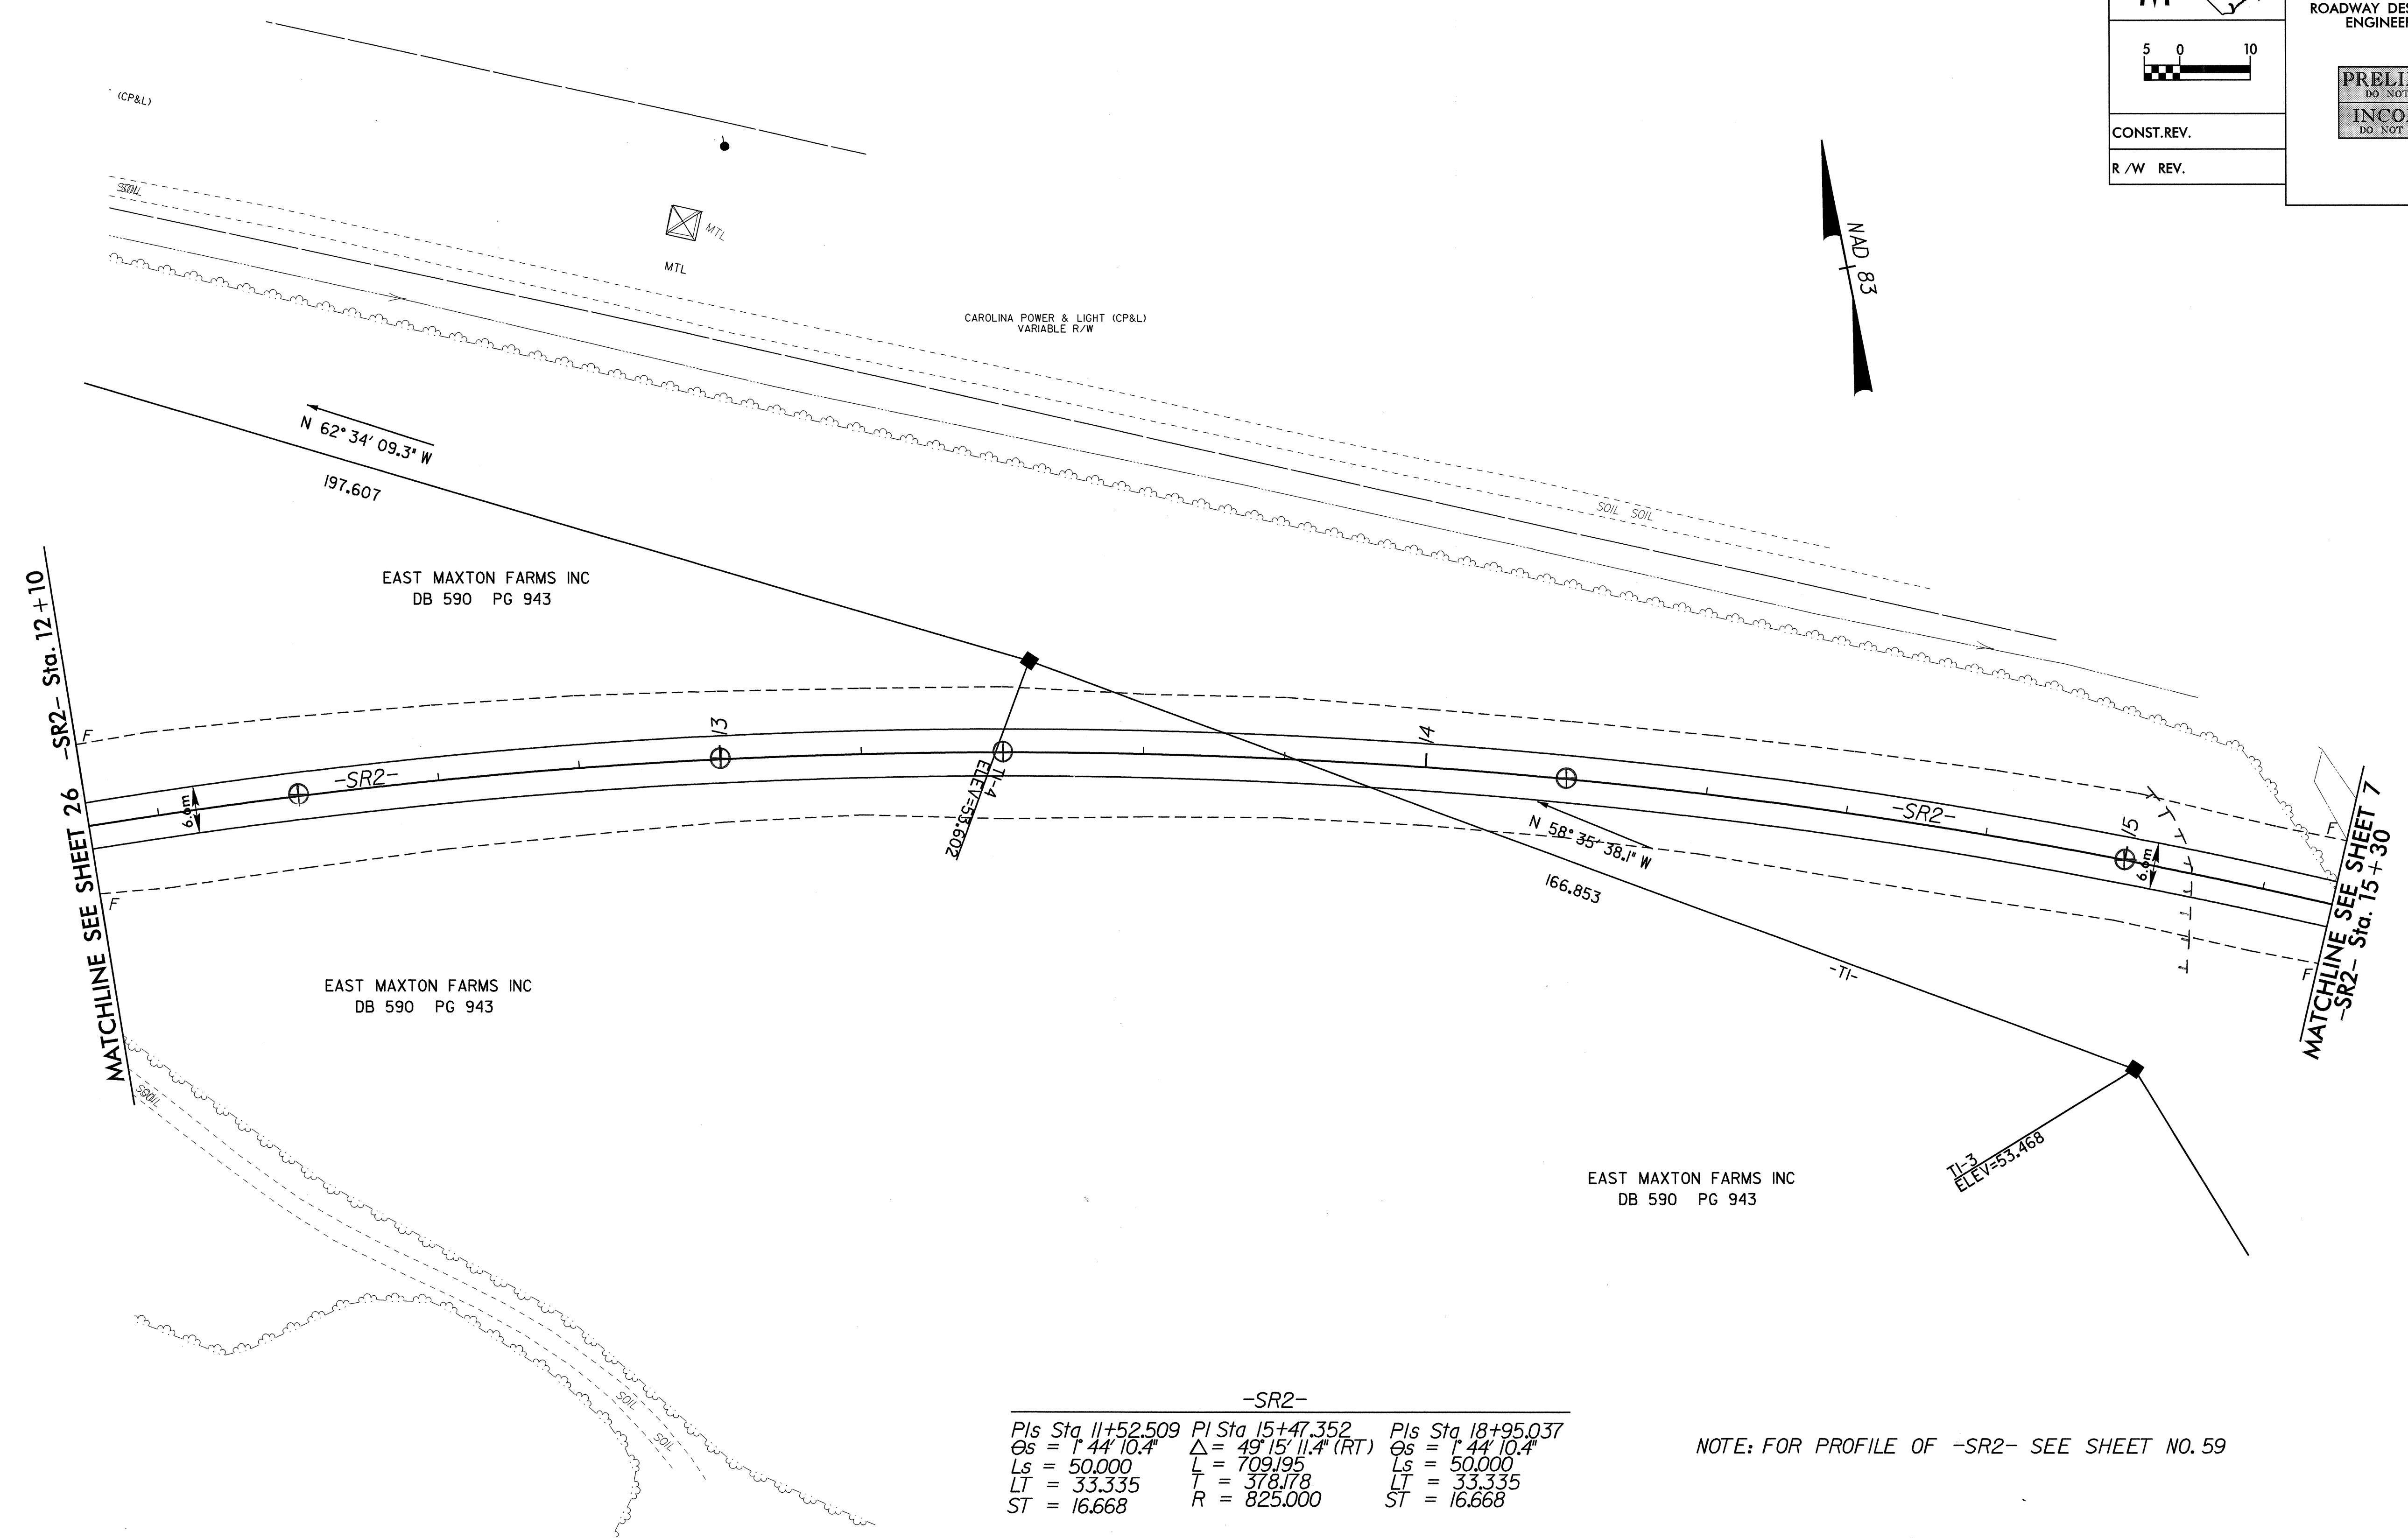 ROADWAY DES
ENGINEER
5 0 10
PRELI
DO NOT
INCO
DO NOT
CONST.REV.
R/W REV.
(CP&L)
SOIL
SOIL
MTL
MTL
CAROLINA POWER & LIGHT (CP&L)
VARIABLE R/W
NAD 83
N 62° 34' 09.3" W
197.607
SOIL SOIL
EAST MAXTON FARMS INC
DB 590 PG 943
MATCHLINE SEE SHEET 26 -SR2- Sta. 12+10
F
F
6.6m
-SR2-
13
T1-4
ELEV=53.602
14
N 58° 35' 38.1" W
166.853
-SR2-
15
6.6m
F
F
MATCHLINE SEE SHEET 7
-SR2- Sta. 15+30
-T1-
EAST MAXTON FARMS INC
DB 590 PG 943
SOIL
SOIL
T1-3
ELEV=53.468
EAST MAXTON FARMS INC
DB 590 PG 943
SOIL
SOIL
-SR2-
PIs Sta 11+52.509 PI Sta 15+47.352 PIs Sta 18+95.037
Θs = 1° 44' 10.4" Δ = 49° 15' 11.4" (RT) Θs = 1° 44' 10.4"
Ls = 50.000 L = 709.195 Ls = 50.000
LT = 33.335 T = 378.178 LT = 33.335
ST = 16.668 R = 825.000 ST = 16.668
NOTE: FOR PROFILE OF -SR2- SEE SHEET NO. 59